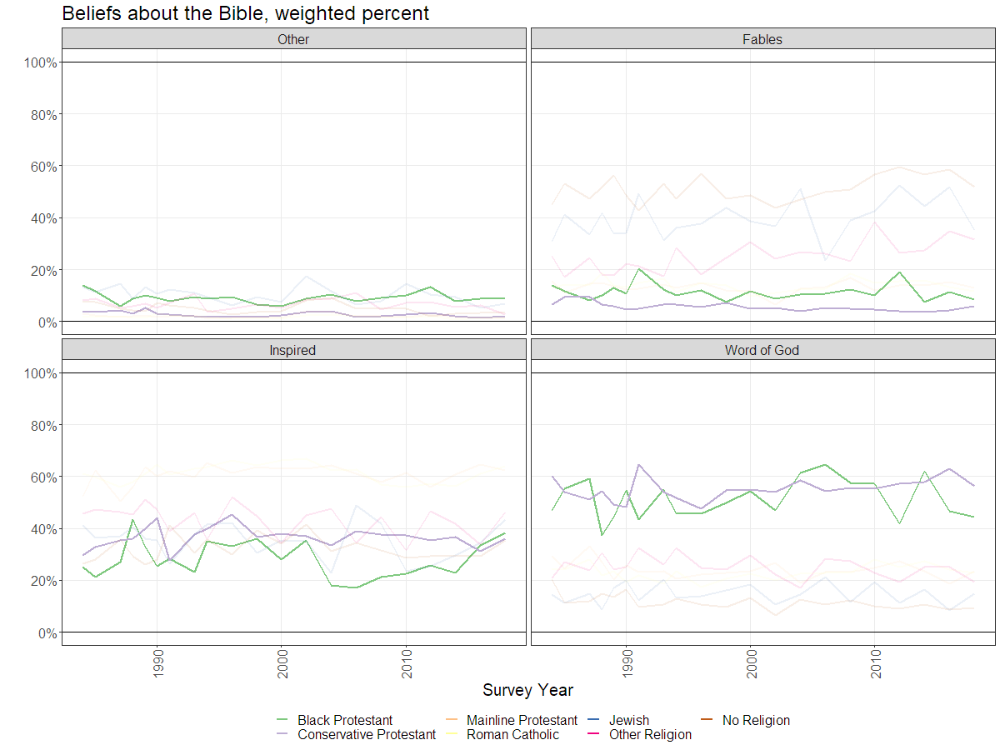 Beliefs about the Bible, weighted percent
Other
Fables
100%
80%
60%
40%
20%
0%
Inspired
Word of God
100%
80%
60%
40%
20%
0%
1990
2000
2010
1990
2000
2010
Survey Year
Black Protestant
Mainline Protestant
Jewish
No Religion
Conservative Protestant
Roman Catholic
Other Religion